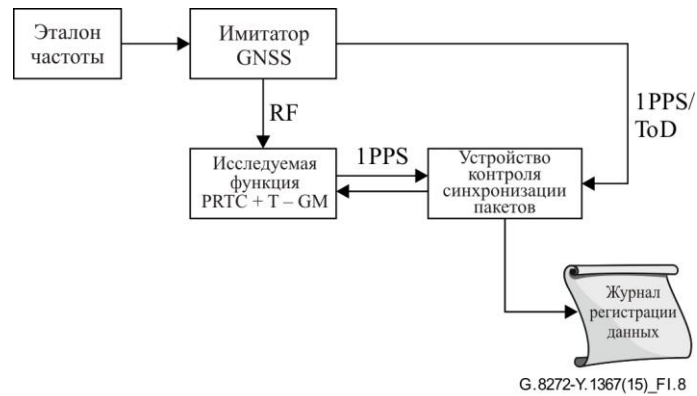 Эталон
частоты
Имитатор
GNSS
RF
1PPS/
ToD
Исследуемая
функция
PRTC + T – GM
1PPS
Устройство
контроля
синхронизации
пакетов
Журнал
регистрации
данных
G.8272-Y.1367(15)_FI.8